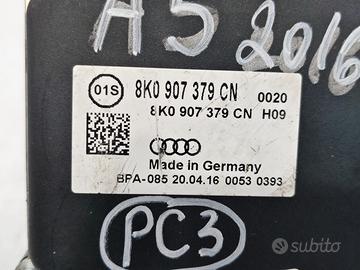 A5 2016
01S 8K0 907 379 CN 0020
8K0 907 379 CN H09
Made in Germany
BPA-085 20.04.16 0053 0393
PC3
subito